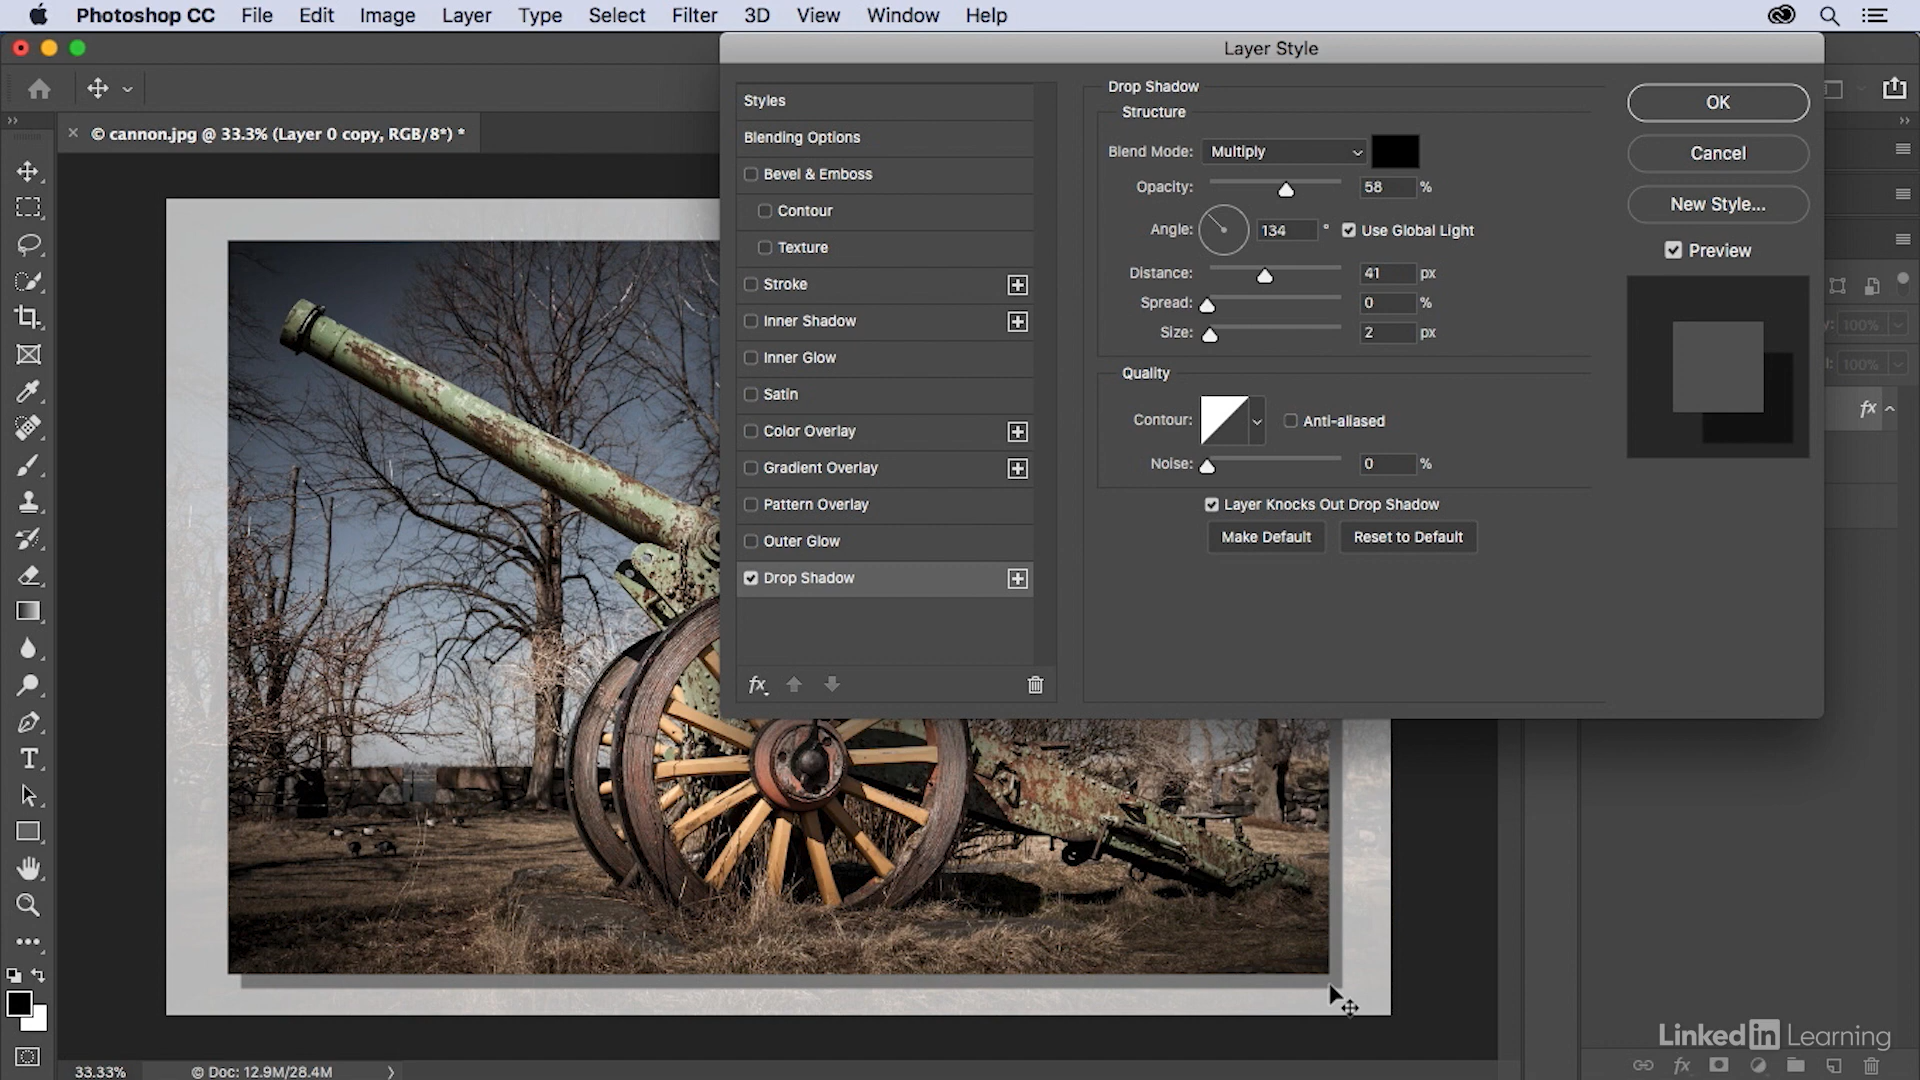 Photoshop CC File Edit Image Layer Type Select Filter 3D View Window Help
Layer Style
© cannon.jpg @ 33.3% (Layer 0 copy, RGB/8*) *
Styles
Blending Options
Bevel & Emboss
Contour
Texture
Stroke
Inner Shadow
Inner Glow
Satin
Color Overlay
Gradient Overlay
Pattern Overlay
Outer Glow
Drop Shadow
fx
Drop Shadow
Structure
Blend Mode: Multiply
Opacity: 58 %
Angle: 134 ° Use Global Light
Distance: 41 px
Spread: 0 %
Size: 2 px
Quality
Contour: Anti-aliased
Noise: 0 %
Layer Knocks Out Drop Shadow
Make Default Reset to Default
OK
Cancel
New Style...
Preview
100%
100%
fx
33.33% © Doc: 12.9M/28.4M
LinkedIn Learning
fx